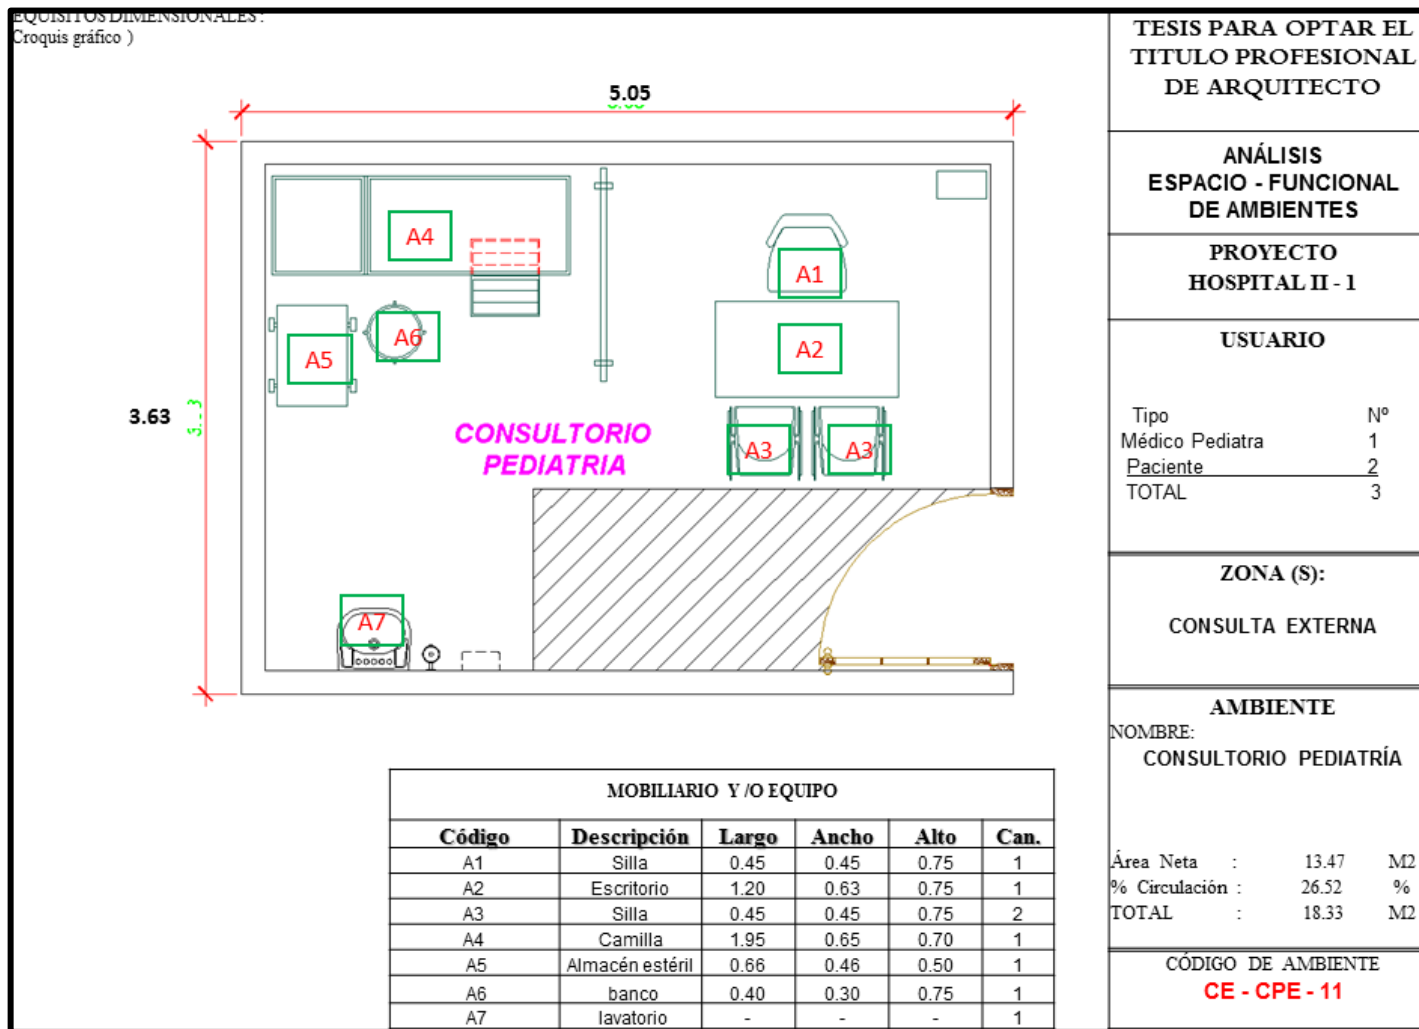 EQUISITOS DIMENSIONALES :
Croquis gráfico )
5.05
3.63
A4
A1
A6
A5
A2
A3
A3
CONSULTORIO
PEDIATRIA
A7
MOBILIARIO Y /O EQUIPO
Código Descripción Largo Ancho Alto Can.
A1 Silla 0.45 0.45 0.75 1
A2 Escritorio 1.20 0.63 0.75 1
A3 Silla 0.45 0.45 0.75 2
A4 Camilla 1.95 0.65 0.70 1
A5 Almacén estéril 0.66 0.46 0.50 1
A6 banco 0.40 0.30 0.75 1
A7 lavatorio - - - 1
TESIS PARA OPTAR EL
TITULO PROFESIONAL
DE ARQUITECTO
ANÁLISIS
ESPACIO - FUNCIONAL
DE AMBIENTES
PROYECTO
HOSPITAL II - 1
USUARIO
Tipo Nº
Médico Pediatra 1
Paciente 2
TOTAL 3
ZONA (S):
CONSULTA EXTERNA
AMBIENTE
NOMBRE:
CONSULTORIO PEDIATRÍA
Área Neta : 13.47 M2
% Circulación : 26.52 %
TOTAL : 18.33 M2
CÓDIGO DE AMBIENTE
CE - CPE - 11